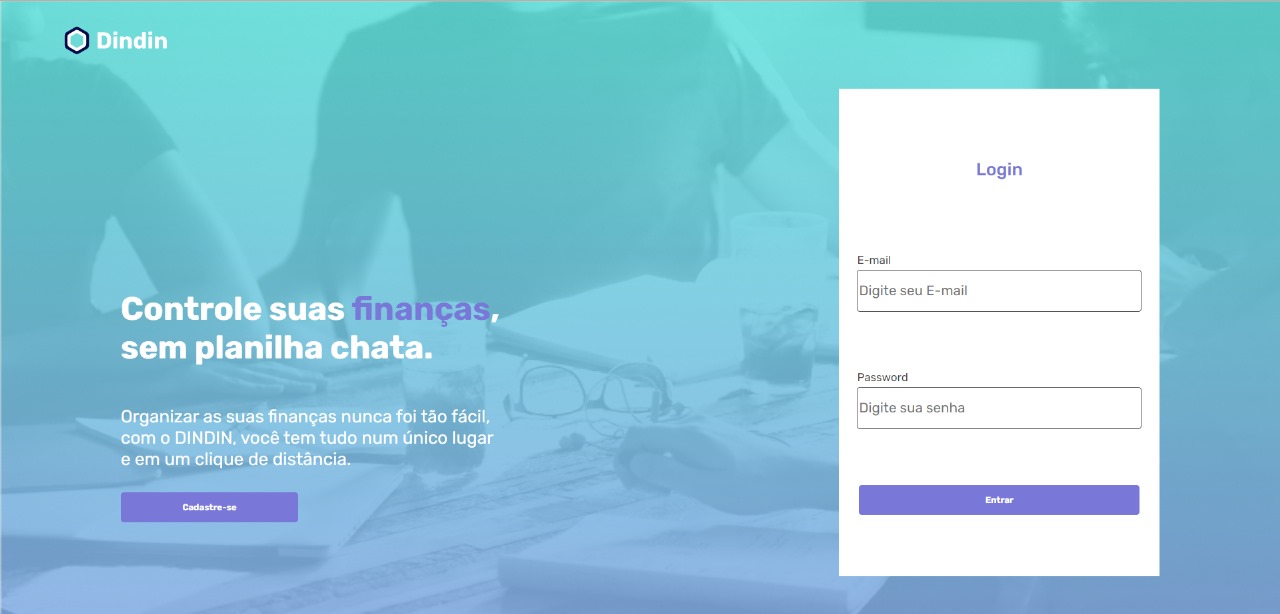 Dindin
Controle suas finanças,
sem planilha chata.
Organizar as suas finanças nunca foi tão fácil,
com o DINDIN, você tem tudo num único lugar
e em um clique de distância.
Cadastre-se
Login
E-mail
Digite seu E-mail
Password
Digite sua senha
Entrar